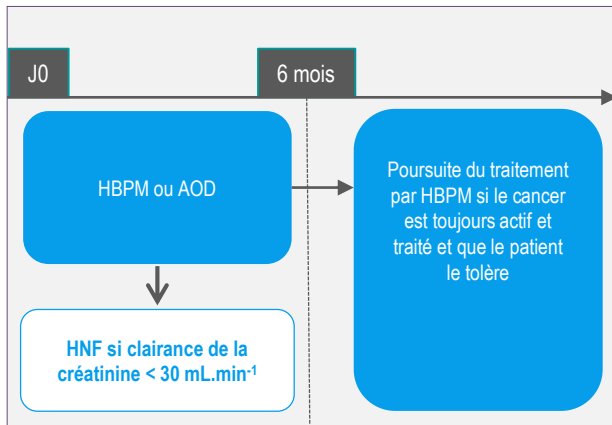 J0
6 mois
HBPM ou AOD
Poursuite du traitement
par HBPM si le cancer
est toujours actif et
traité et que le patient
le tolère
HNF si clairance de la
créatinine < 30 mL.min⁻¹